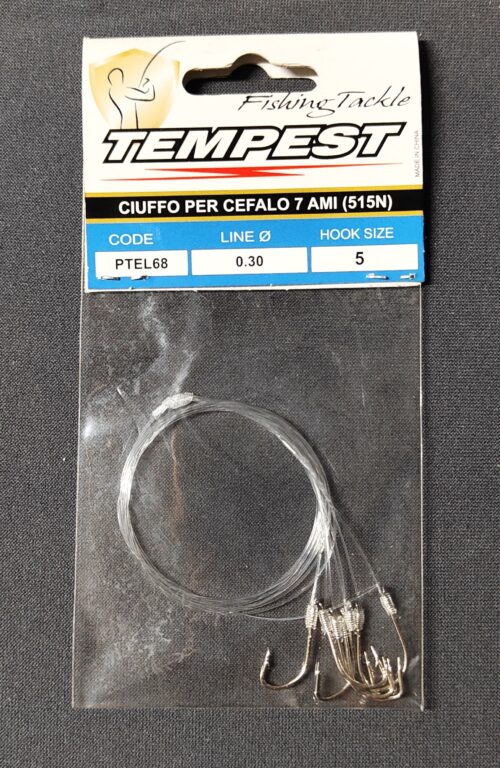 Fishing Tackle
TEMPEST
MADE IN CHINA
CIUFFO PER CEFALO 7 AMI (515N)
CODE LINE Ø HOOK SIZE
PTEL68 0.30 5